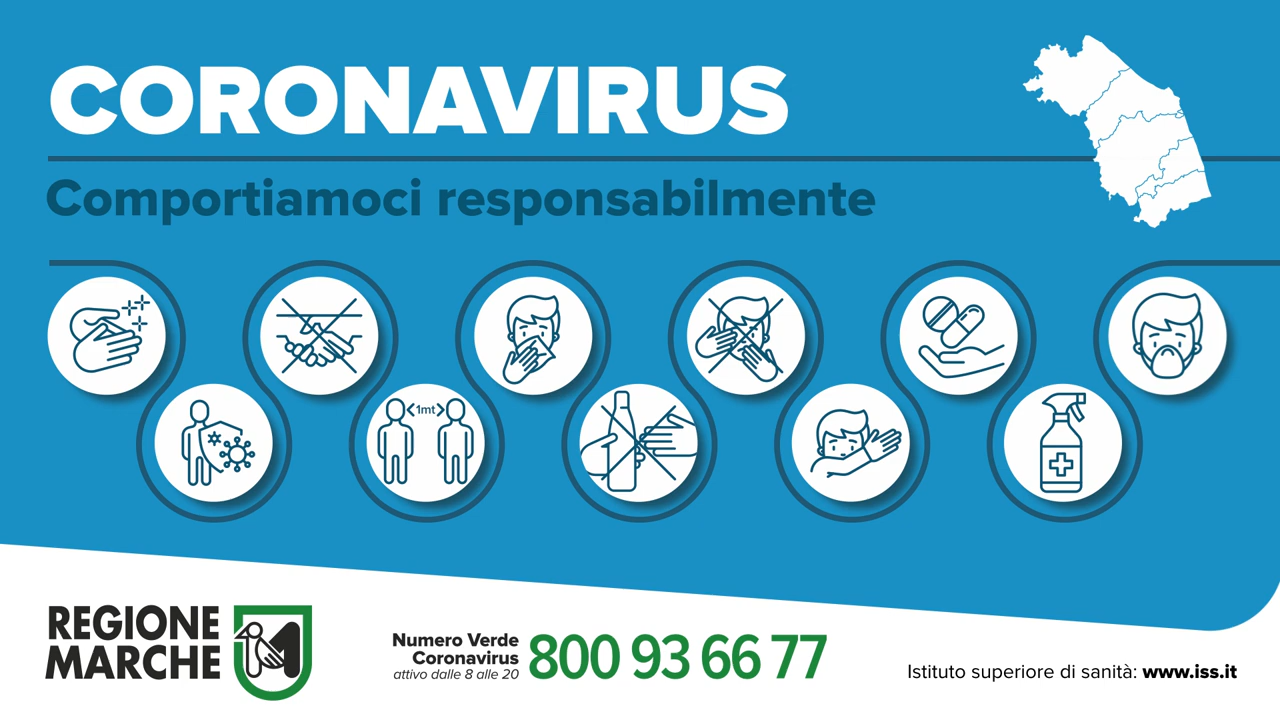 CORONAVIRUS
Comportiamoci responsabilmente
1mt
REGIONE
MARCHE
Numero Verde
Coronavirus
attivo dalle 8 alle 20
800 93 66 77
Istituto superiore di sanità: www.iss.it